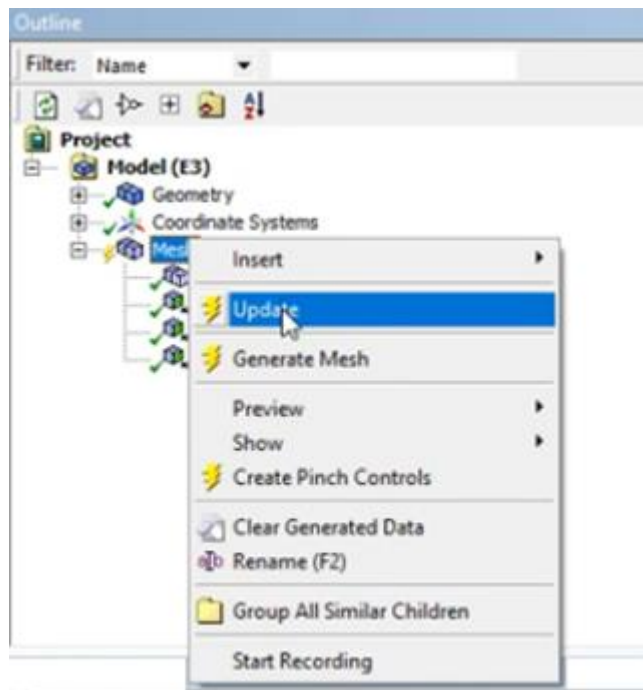 Outline
Filter: Name
Project
Model (E3)
Geometry
Coordinate Systems
Mesh
Insert
Update
Generate Mesh
Preview
Show
Create Pinch Controls
Clear Generated Data
Rename (F2)
Group All Similar Children
Start Recording